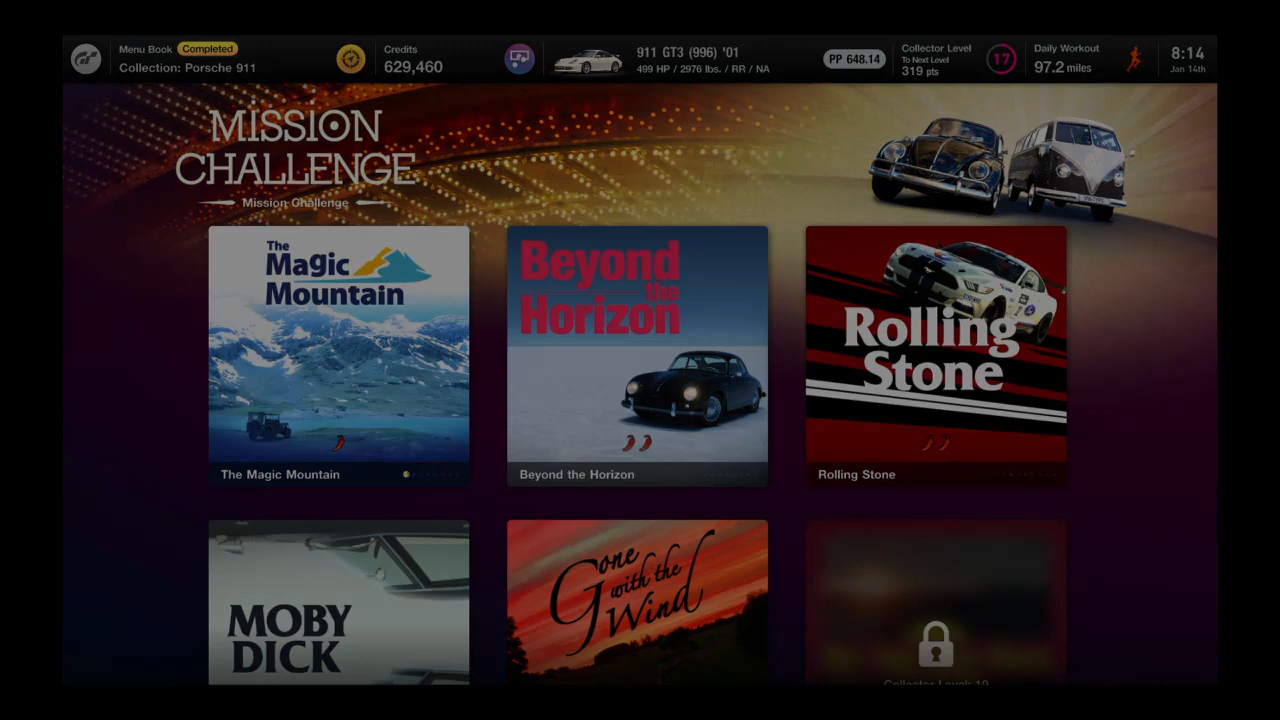 Menu Book Completed
Collection: Porsche 911
Credits
629,460
911 GT3 (996) '01
499 HP / 2976 lbs. / RR / NA
PP 648.14
Collector Level
To Next Level
319 pts
17
Daily Workout
97.2 miles
8:14
Jan 14th
MISSION
CHALLENGE
Mission Challenge
The
Magic
Mountain
The Magic Mountain
Beyond
the
Horizon
Beyond the Horizon
Rolling
Stone
Rolling Stone
MOBY
DICK
Gone
with the
Wind
Collector Level: 19